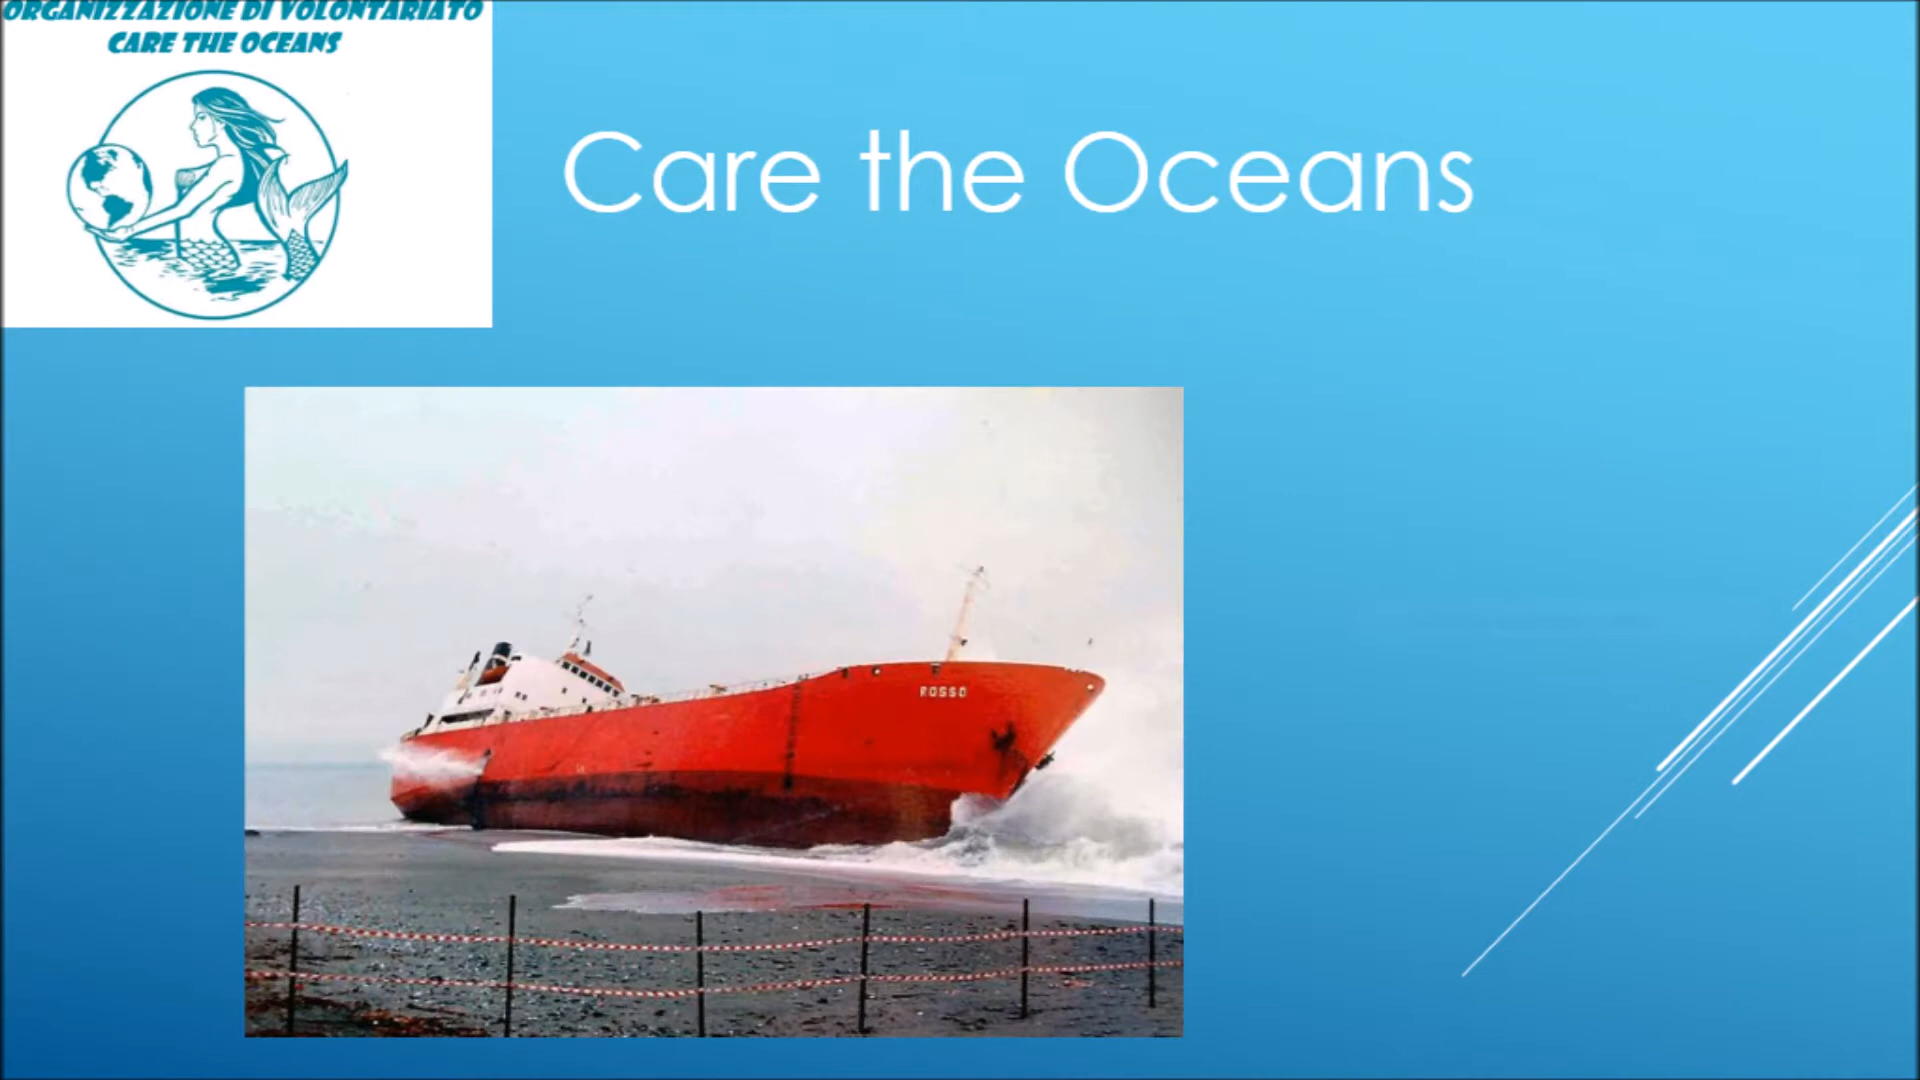 ORGANIZZAZIONE DI VOLONTARIATO
CARE THE OCEANS
Care the Oceans
ROSSO